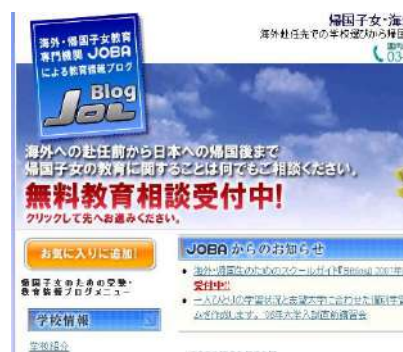 帰国子女・海
海外赴任先での学校選びから帰国
海外・帰国子女教育
専門機関 JOBA
による教育情報ブログ
Blog
JOL
海外への赴任前から日本への帰国後まで
帰国子女の教育に関することは何でもご相談ください。
無料教育相談受付中!
クリックして先へお進みください。
お気に入りに追加!
JOBAからのお知らせ
帰国子女のための受験・
教育情報ブログメニュー
海外・帰国生のためのスクールガイド
受付中!!
一人ひとりの学習状況と志望大学に合わせた個別学習
学校情報
学校紹介